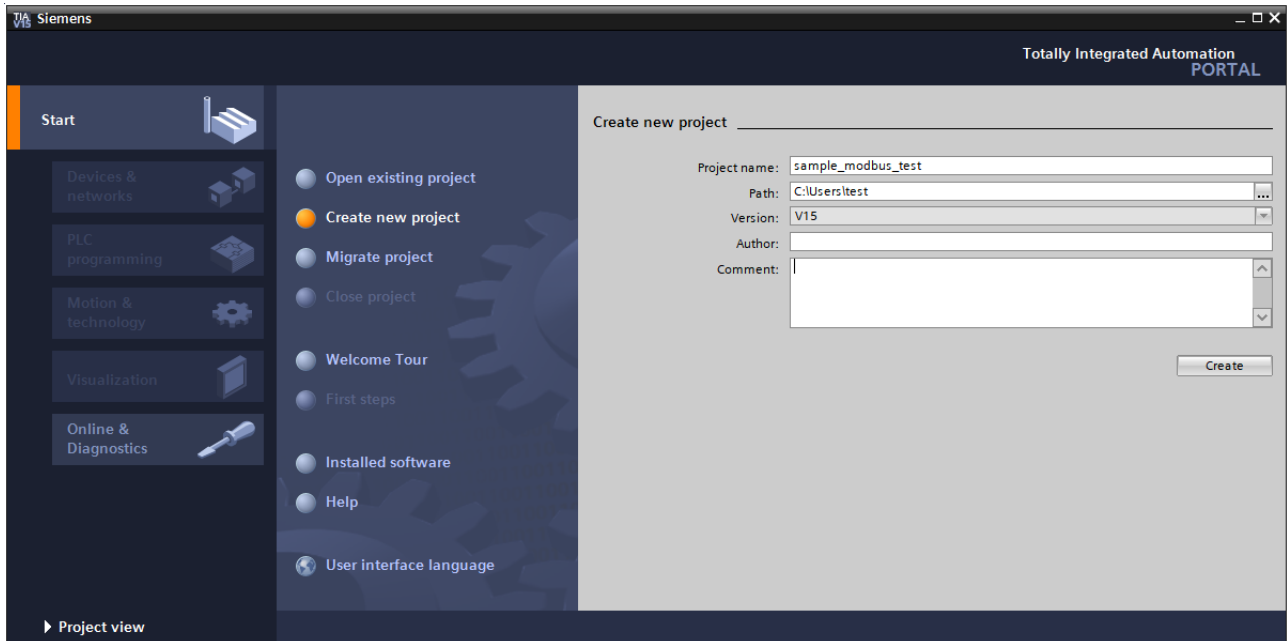 TIA
V15
Siemens
Totally Integrated Automation
PORTAL
Start
Devices &
networks
PLC
programming
Motion &
technology
Visualization
Online &
Diagnostics
Open existing project
Create new project
Migrate project
Close project
Welcome Tour
First steps
Installed software
Help
User interface language
Create new project
Project name: sample_modbus_test
Path: C:\Users\test ...
Version: V15
Author:
Comment:
Create
Project view